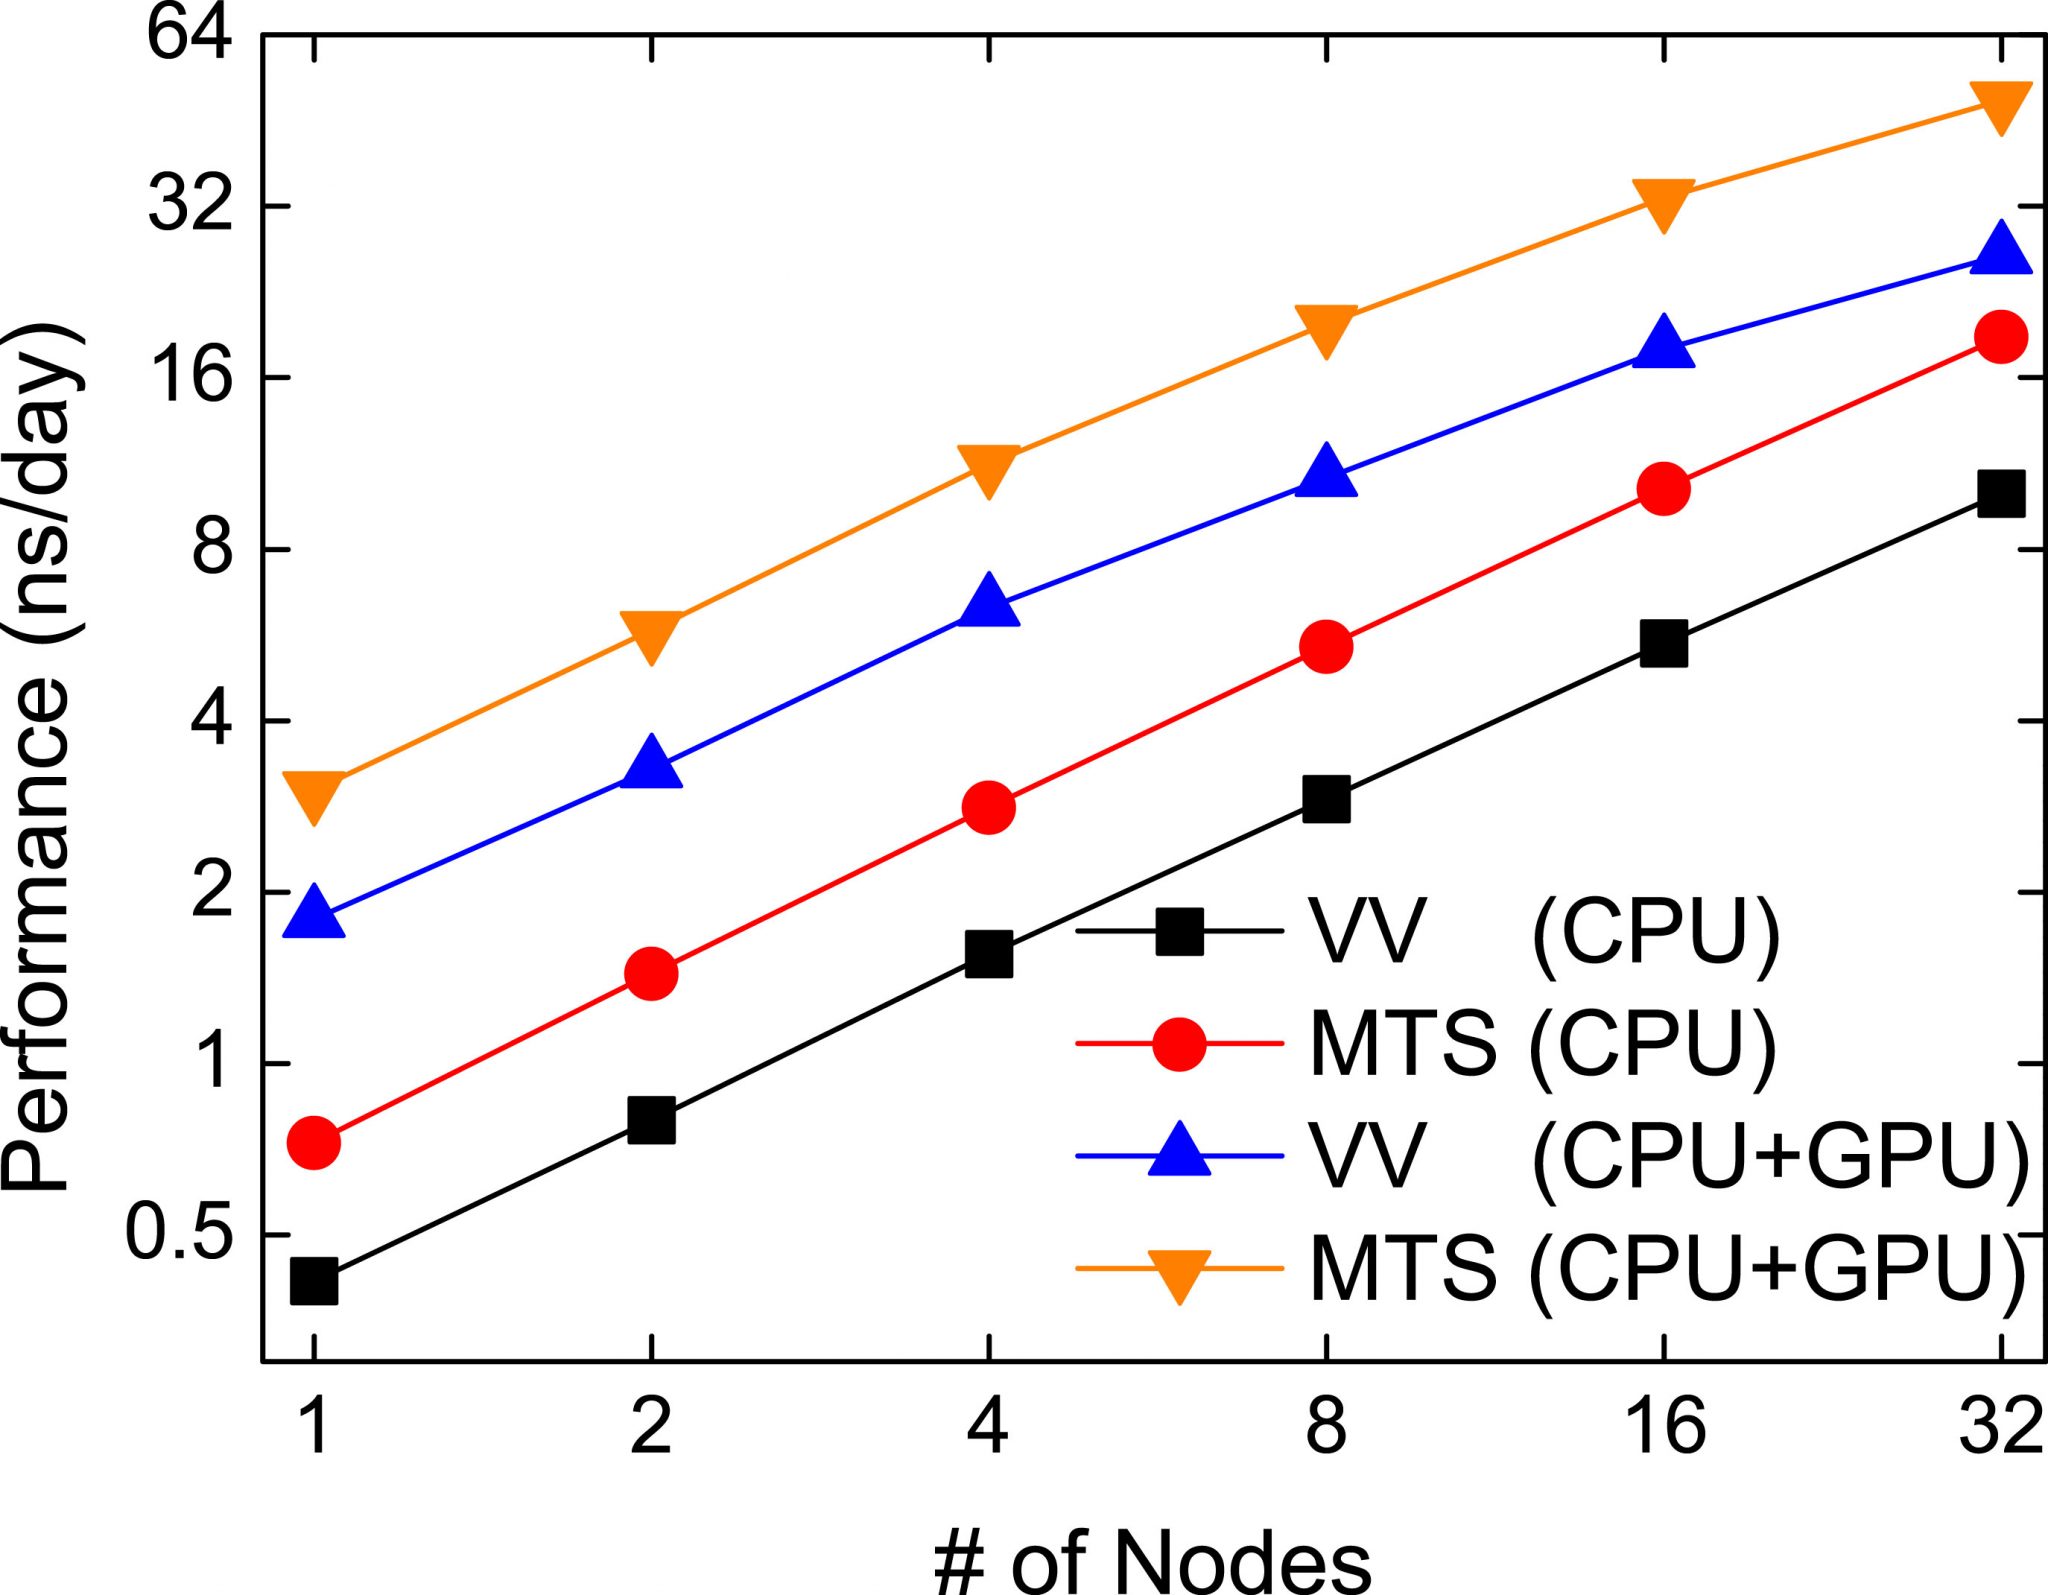 64
32
16
8
4
2
1
0.5
Performance (ns/day)
VV (CPU)
MTS (CPU)
VV (CPU+GPU)
MTS (CPU+GPU)
1 2 4 8 16 32
# of Nodes